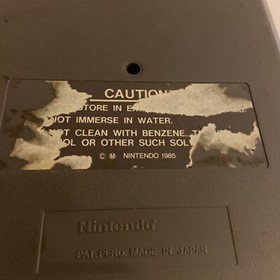 CAUTION
STORE IN EX
NOT IMMERSE IN WATER.
NOT CLEAN WITH BENZENE, T
OL OR OTHER SUCH SOL
© Ⓜ NINTENDO 1985
Nintendo
PAT. PEND. MADE IN JAPAN